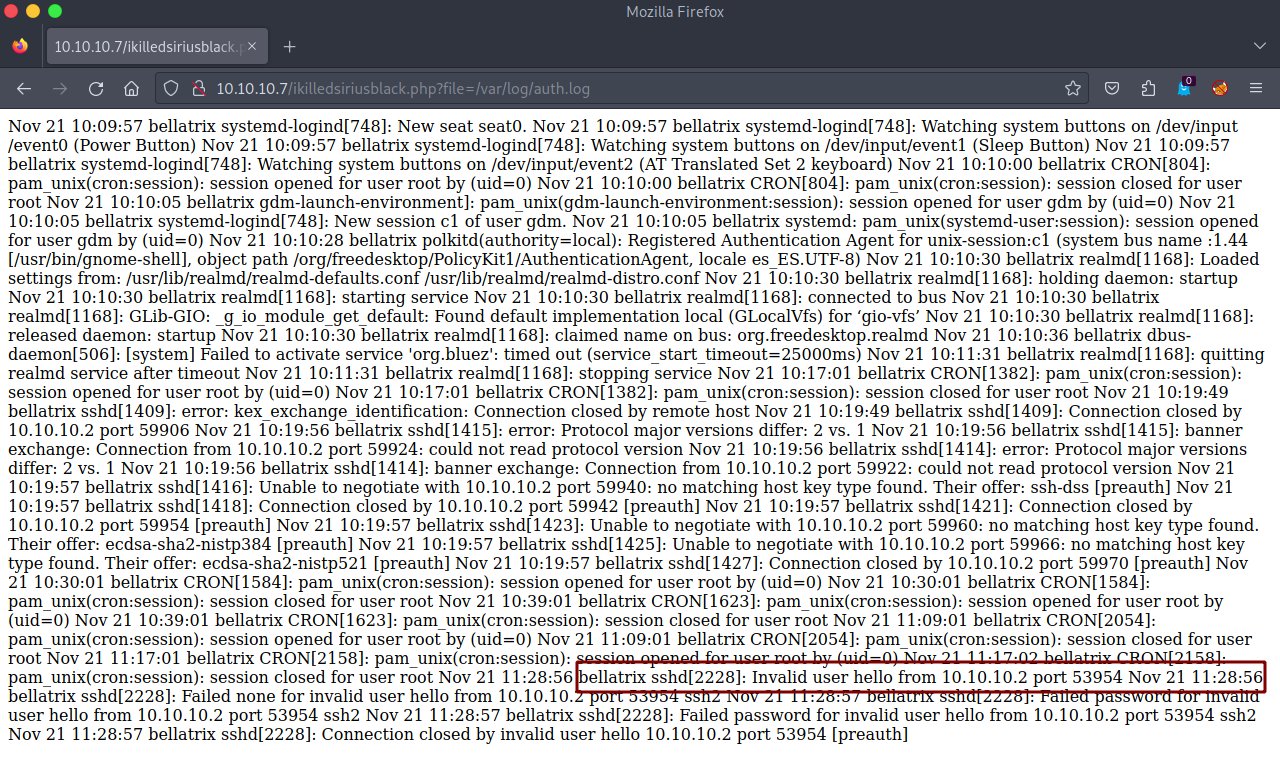 Mozilla Firefox
10.10.10.7/ikilledsiriusblack.p
10.10.10.7/ikilledsiriusblack.php?file=/var/log/auth.log
0
Nov 21 10:09:57 bellatrix systemd-logind[748]: New seat seat0. Nov 21 10:09:57 bellatrix systemd-logind[748]: Watching system buttons on /dev/input
/event0 (Power Button) Nov 21 10:09:57 bellatrix systemd-logind[748]: Watching system buttons on /dev/input/event1 (Sleep Button) Nov 21 10:09:57
bellatrix systemd-logind[748]: Watching system buttons on /dev/input/event2 (AT Translated Set 2 keyboard) Nov 21 10:10:00 bellatrix CRON[804]:
pam_unix(cron:session): session opened for user root by (uid=0) Nov 21 10:10:00 bellatrix CRON[804]: pam_unix(cron:session): session closed for user
root Nov 21 10:10:05 bellatrix gdm-launch-environment]: pam_unix(gdm-launch-environment:session): session opened for user gdm by (uid=0) Nov 21
10:10:05 bellatrix systemd-logind[748]: New session c1 of user gdm. Nov 21 10:10:05 bellatrix systemd: pam_unix(systemd-user:session): session opened
for user gdm by (uid=0) Nov 21 10:10:28 bellatrix polkitd(authority=local): Registered Authentication Agent for unix-session:c1 (system bus name :1.44
[/usr/bin/gnome-shell], object path /org/freedesktop/PolicyKit1/AuthenticationAgent, locale es_ES.UTF-8) Nov 21 10:10:30 bellatrix realmd[1168]: Loaded
settings from: /usr/lib/realmd/realmd-defaults.conf /usr/lib/realmd/realmd-distro.conf Nov 21 10:10:30 bellatrix realmd[1168]: holding daemon: startup
Nov 21 10:10:30 bellatrix realmd[1168]: starting service Nov 21 10:10:30 bellatrix realmd[1168]: connected to bus Nov 21 10:10:30 bellatrix
realmd[1168]: GLib-GIO: _g_io_module_get_default: Found default implementation local (GLocalVfs) for ‘gio-vfs’ Nov 21 10:10:30 bellatrix realmd[1168]:
released daemon: startup Nov 21 10:10:30 bellatrix realmd[1168]: claimed name on bus: org.freedesktop.realmd Nov 21 10:10:36 bellatrix dbus-
daemon[506]: [system] Failed to activate service 'org.bluez': timed out (service_start_timeout=25000ms) Nov 21 10:11:31 bellatrix realmd[1168]: quitting
realmd service after timeout Nov 21 10:11:31 bellatrix realmd[1168]: stopping service Nov 21 10:17:01 bellatrix CRON[1382]: pam_unix(cron:session):
session opened for user root by (uid=0) Nov 21 10:17:01 bellatrix CRON[1382]: pam_unix(cron:session): session closed for user root Nov 21 10:19:49
bellatrix sshd[1409]: error: kex_exchange_identification: Connection closed by remote host Nov 21 10:19:49 bellatrix sshd[1409]: Connection closed by
10.10.10.2 port 59906 Nov 21 10:19:56 bellatrix sshd[1415]: error: Protocol major versions differ: 2 vs. 1 Nov 21 10:19:56 bellatrix sshd[1415]: banner
exchange: Connection from 10.10.10.2 port 59924: could not read protocol version Nov 21 10:19:56 bellatrix sshd[1414]: error: Protocol major versions
differ: 2 vs. 1 Nov 21 10:19:56 bellatrix sshd[1414]: banner exchange: Connection from 10.10.10.2 port 59922: could not read protocol version Nov 21
10:19:57 bellatrix sshd[1416]: Unable to negotiate with 10.10.10.2 port 59940: no matching host key type found. Their offer: ssh-dss [preauth] Nov 21
10:19:57 bellatrix sshd[1418]: Connection closed by 10.10.10.2 port 59942 [preauth] Nov 21 10:19:57 bellatrix sshd[1421]: Connection closed by
10.10.10.2 port 59954 [preauth] Nov 21 10:19:57 bellatrix sshd[1423]: Unable to negotiate with 10.10.10.2 port 59960: no matching host key type found.
Their offer: ecdsa-sha2-nistp384 [preauth] Nov 21 10:19:57 bellatrix sshd[1425]: Unable to negotiate with 10.10.10.2 port 59966: no matching host key
type found. Their offer: ecdsa-sha2-nistp521 [preauth] Nov 21 10:19:57 bellatrix sshd[1427]: Connection closed by 10.10.10.2 port 59970 [preauth] Nov
21 10:30:01 bellatrix CRON[1584]: pam_unix(cron:session): session opened for user root by (uid=0) Nov 21 10:30:01 bellatrix CRON[1584]:
pam_unix(cron:session): session closed for user root Nov 21 10:39:01 bellatrix CRON[1623]: pam_unix(cron:session): session opened for user root by
(uid=0) Nov 21 10:39:01 bellatrix CRON[1623]: pam_unix(cron:session): session closed for user root Nov 21 11:09:01 bellatrix CRON[2054]:
pam_unix(cron:session): session opened for user root by (uid=0) Nov 21 11:09:01 bellatrix CRON[2054]: pam_unix(cron:session): session closed for user
root Nov 21 11:17:01 bellatrix CRON[2158]: pam_unix(cron:session): session opened for user root by (uid=0) Nov 21 11:17:02 bellatrix CRON[2158]:
pam_unix(cron:session): session closed for user root Nov 21 11:28:56 bellatrix sshd[2228]: Invalid user hello from 10.10.10.2 port 53954 Nov 21 11:28:56
bellatrix sshd[2228]: Failed none for invalid user hello from 10.10.10.2 port 53954 ssh2 Nov 21 11:28:57 bellatrix sshd[2228]: Failed password for invalid
user hello from 10.10.10.2 port 53954 ssh2 Nov 21 11:28:57 bellatrix sshd[2228]: Failed password for invalid user hello from 10.10.10.2 port 53954 ssh2
Nov 21 11:28:57 bellatrix sshd[2228]: Connection closed by invalid user hello 10.10.10.2 port 53954 [preauth]